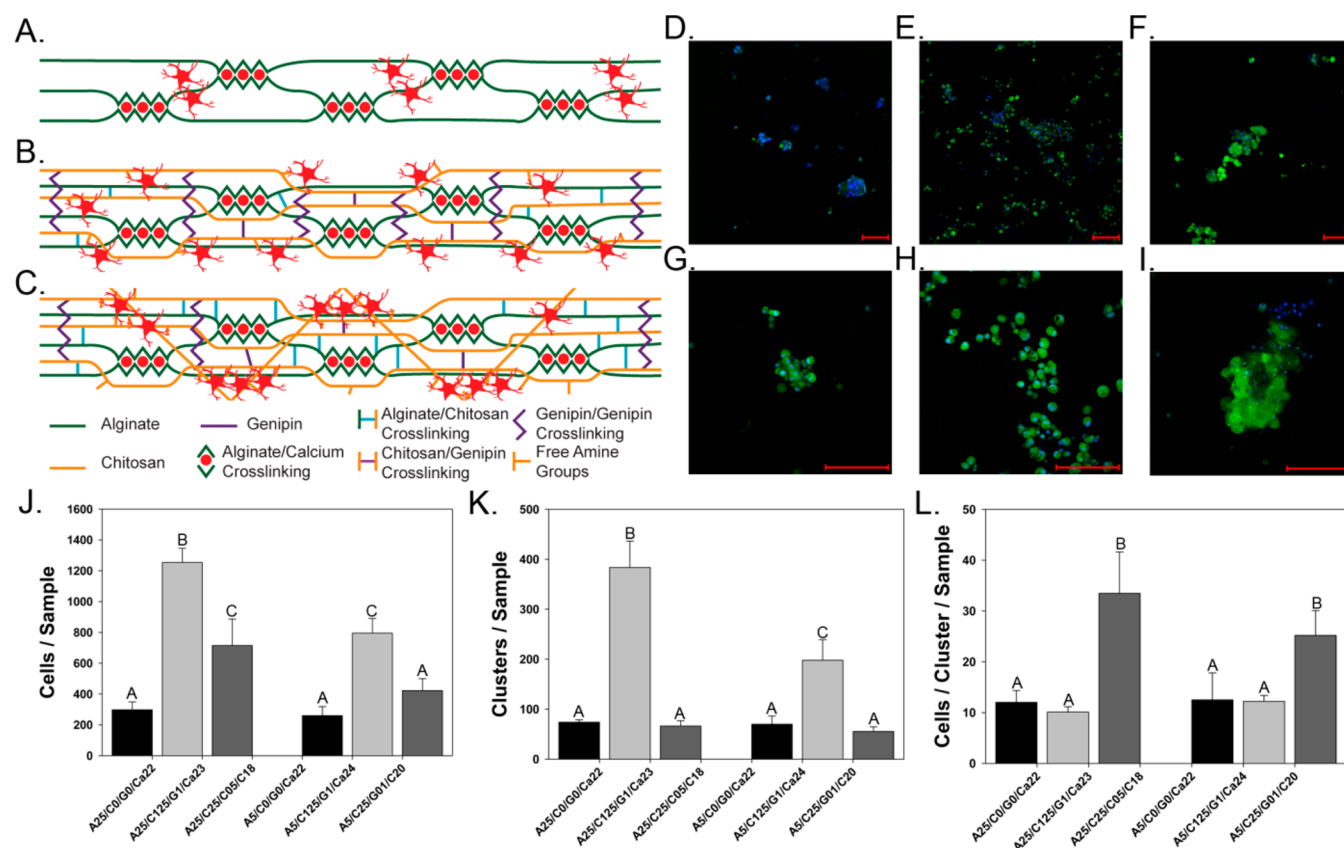 A.
B.
C.
Alginate
Genipin
Alginate/Chitosan
Crosslinking
Genipin/Genipin
Crosslinking
Chitosan
Alginate/Calcium
Crosslinking
Chitosan/Genipin
Crosslinking
Free Amine
Groups
D.
E.
F.
G.
H.
I.
J.
Cells / Sample
1600
1400
1200
1000
800
600
400
200
0
A
B
C
A
C
A
A25/C0/G0/Ca22
A25/C125/G1/Ca23
A25/C25/C05/C18
A5/C0/G0/Ca22
A5/C125/G1/Ca24
A5/C25/G01/C20
K.
Clusters / Sample
500
400
300
200
100
0
A
B
A
A
C
A
A25/C0/G0/Ca22
A25/C125/G1/Ca23
A25/C25/C05/C18
A5/C0/G0/Ca22
A5/C125/G1/Ca24
A5/C25/G01/C20
L.
Cells / Cluster / Sample
50
40
30
20
10
0
A
A
B
A
A
B
A25/C0/G0/Ca22
A25/C125/G1/Ca23
A25/C25/C05/C18
A5/C0/G0/Ca22
A5/C125/G1/Ca24
A5/C25/G01/C20